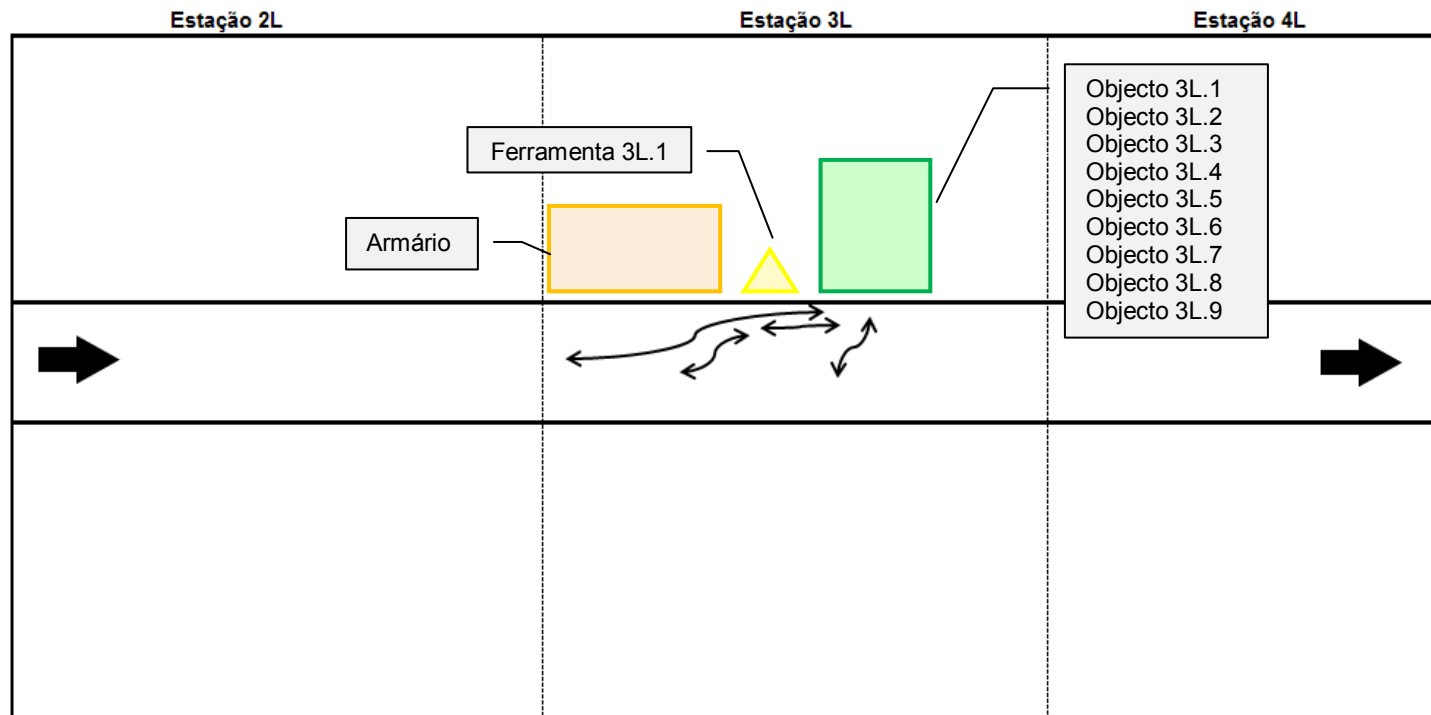 Estação 2L
Estação 3L
Estação 4L
Objecto 3L.1
Objecto 3L.2
Objecto 3L.3
Objecto 3L.4
Objecto 3L.5
Objecto 3L.6
Objecto 3L.7
Objecto 3L.8
Objecto 3L.9
Ferramenta 3L.1
Armário